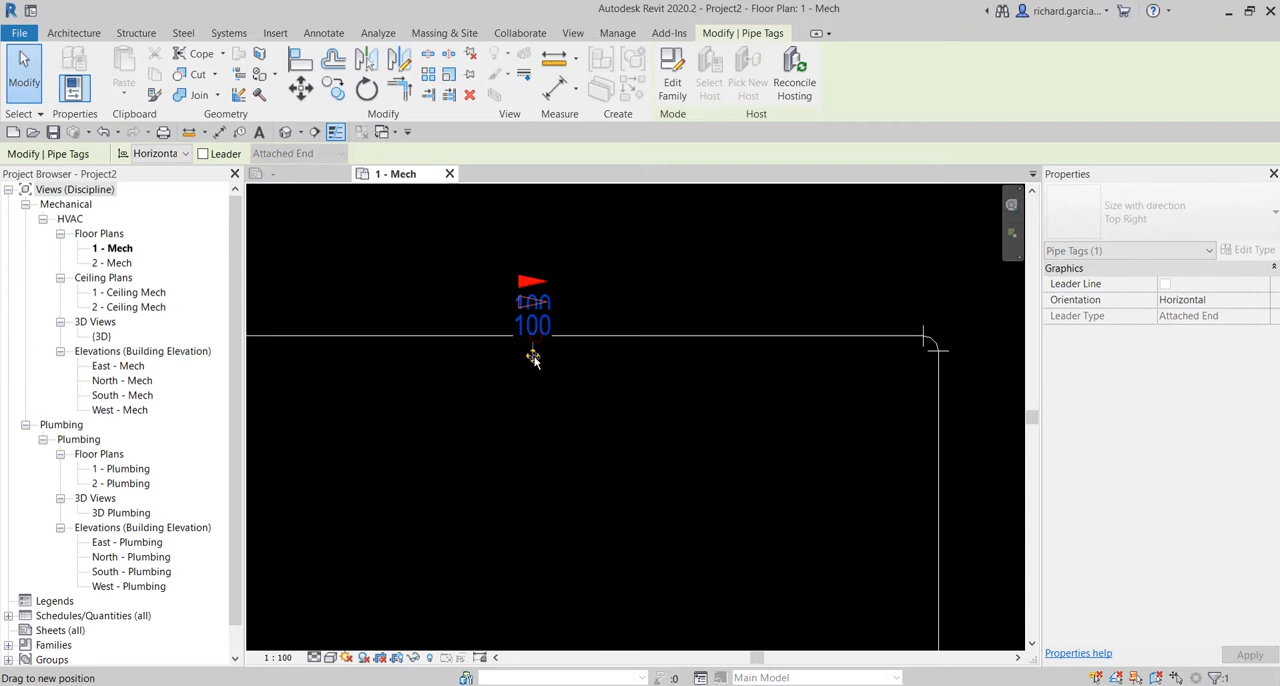 Autodesk Revit 2020.2 - Project2 - Floor Plan: 1 - Mech
richard.garcia...
File Architecture Structure Steel Systems Insert Annotate Analyze Massing & Site Collaborate View Manage Add-Ins Modify | Pipe Tags
Modify
Paste
Cope
Cut
Join
Edit Family
Select Host
Pick New Host
Reconcile Hosting
Select Properties Clipboard Geometry Modify View Measure Create Mode Host
Modify | Pipe Tags Horizonta Leader Attached End
Project Browser - Project2
Views (Discipline)
Mechanical
HVAC
Floor Plans
1 - Mech
2 - Mech
Ceiling Plans
1 - Ceiling Mech
2 - Ceiling Mech
3D Views
{3D}
Elevations (Building Elevation)
East - Mech
North - Mech
South - Mech
West - Mech
Plumbing
Plumbing
Floor Plans
1 - Plumbing
2 - Plumbing
3D Views
3D Plumbing
Elevations (Building Elevation)
East - Plumbing
North - Plumbing
South - Plumbing
West - Plumbing
Legends
Schedules/Quantities (all)
Sheets (all)
Families
Groups
-
1 - Mech
100
100
1 : 100
Properties
Size with direction
Top Right
Pipe Tags (1)
Edit Type
Graphics
Leader Line
Orientation Horizontal
Leader Type Attached End
Properties help
Apply
Drag to new position
:0
Main Model
:1